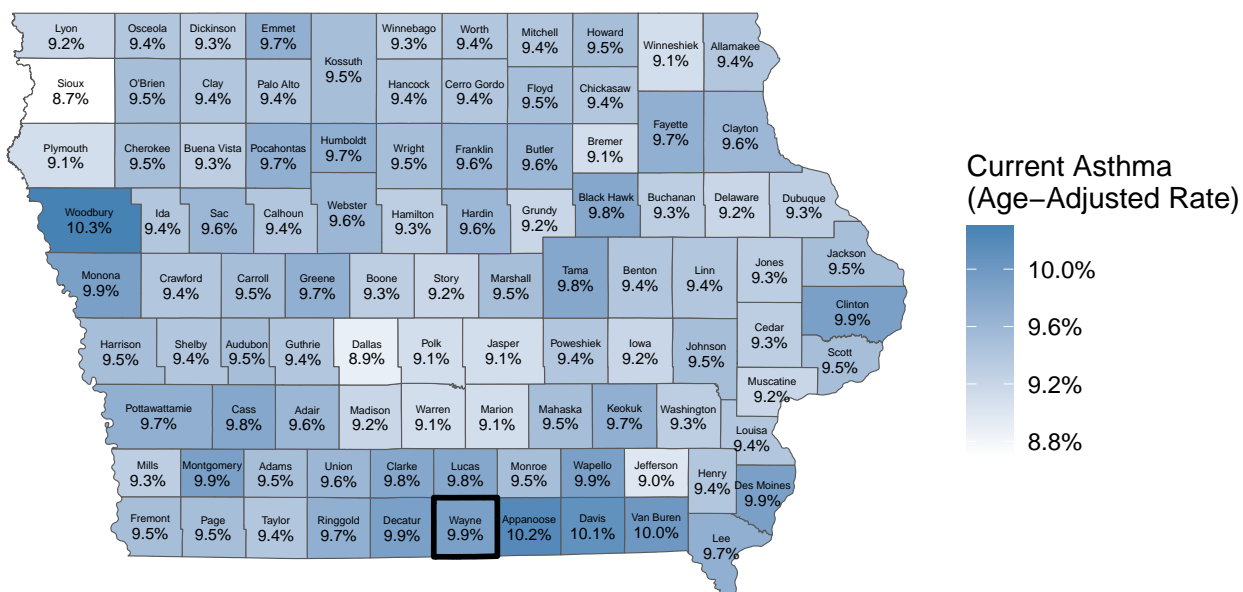 Lyon
9.2%
Osceola
9.4%
Dickinson
9.3%
Emmet
9.7%
Kossuth
9.5%
Winnebago
9.3%
Worth
9.4%
Mitchell
9.4%
Howard
9.5%
Winneshiek
9.1%
Allamakee
9.4%
Sioux
8.7%
O'Brien
9.5%
Clay
9.4%
Palo Alto
9.4%
Hancock
9.4%
Cerro Gordo
9.4%
Floyd
9.5%
Chickasaw
9.4%
Fayette
9.7%
Clayton
9.6%
Plymouth
9.1%
Cherokee
9.5%
Buena Vista
9.3%
Pocahontas
9.7%
Humboldt
9.7%
Wright
9.5%
Franklin
9.6%
Butler
9.6%
Bremer
9.1%
Woodbury
10.3%
Ida
9.4%
Sac
9.6%
Calhoun
9.4%
Webster
9.6%
Hamilton
9.3%
Hardin
9.6%
Grundy
9.2%
Black Hawk
9.8%
Buchanan
9.3%
Delaware
9.2%
Dubuque
9.3%
Monona
9.9%
Crawford
9.4%
Carroll
9.5%
Greene
9.7%
Boone
9.3%
Story
9.2%
Marshall
9.5%
Tama
9.8%
Benton
9.4%
Linn
9.4%
Jones
9.3%
Jackson
9.5%
Clinton
9.9%
Harrison
9.5%
Shelby
9.4%
Audubon
9.5%
Guthrie
9.4%
Dallas
8.9%
Polk
9.1%
Jasper
9.1%
Poweshiek
9.4%
Iowa
9.2%
Johnson
9.5%
Cedar
9.3%
Scott
9.5%
Muscatine
9.2%
Pottawattamie
9.7%
Cass
9.8%
Adair
9.6%
Madison
9.2%
Warren
9.1%
Marion
9.1%
Mahaska
9.5%
Keokuk
9.7%
Washington
9.3%
Louisa
9.4%
Mills
9.3%
Montgomery
9.9%
Adams
9.5%
Union
9.6%
Clarke
9.8%
Lucas
9.8%
Monroe
9.5%
Wapello
9.9%
Jefferson
9.0%
Henry
9.4%
Des Moines
9.9%
Fremont
9.5%
Page
9.5%
Taylor
9.4%
Ringgold
9.7%
Decatur
9.9%
Wayne
9.9%
Appanoose
10.2%
Davis
10.1%
Van Buren
10.0%
Lee
9.7%
Current Asthma
(Age−Adjusted Rate)
10.0%
9.6%
9.2%
8.8%